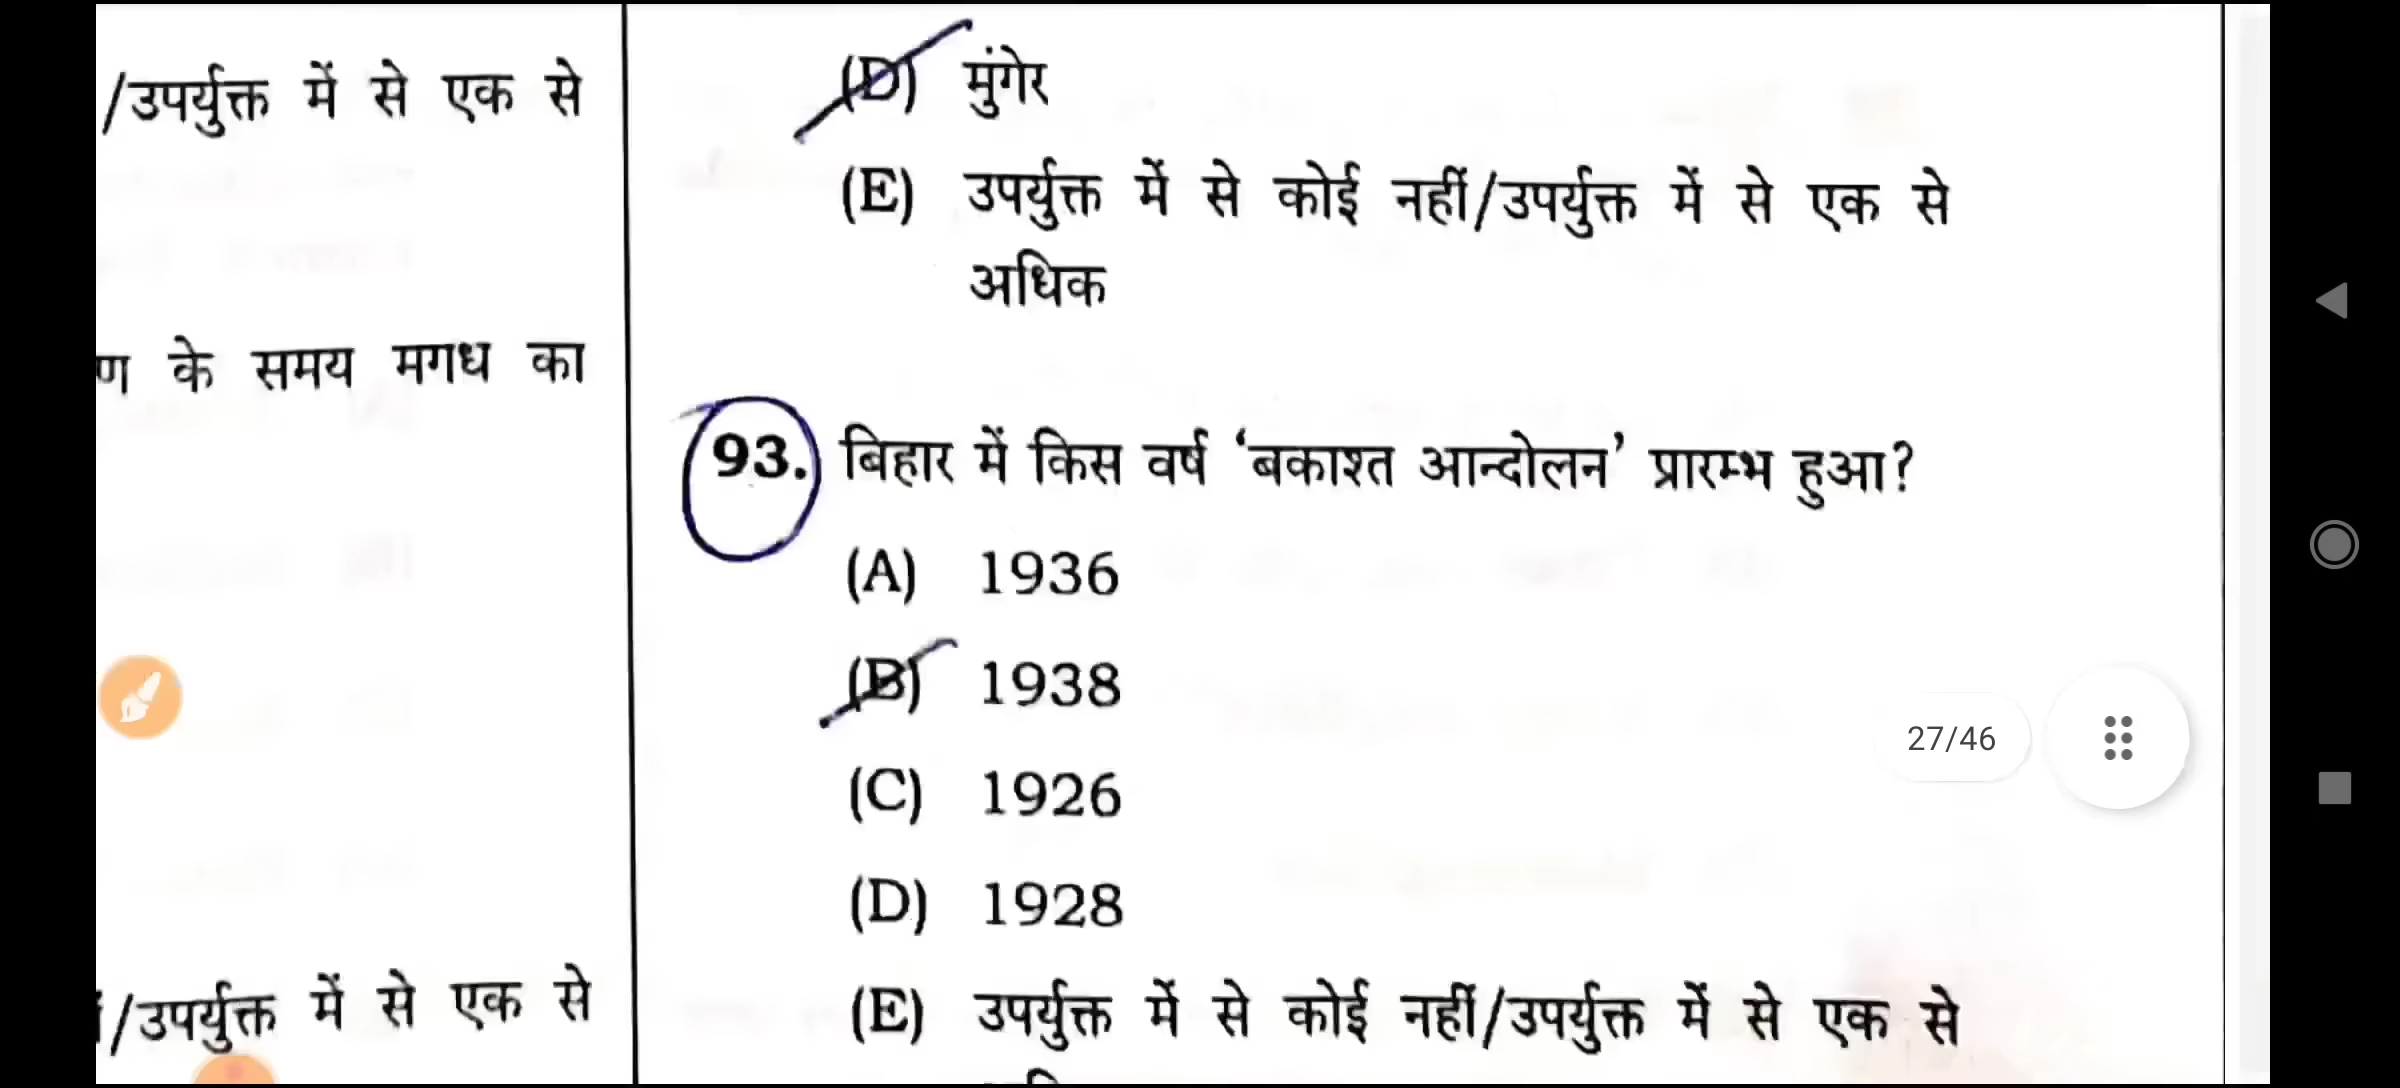 /उपर्युक्त में से एक से
ण के समय मगध का
/उपर्युक्त में से एक से
(D) मुंगेर
(E) उपर्युक्त में से कोई नहीं/उपर्युक्त में से एक से
अधिक
93. बिहार में किस वर्ष ‘बकाश्त आन्दोलन’ प्रारम्भ हुआ?
(A) 1936
(B) 1938
(C) 1926
(D) 1928
(E) उपर्युक्त में से कोई नहीं/उपर्युक्त में से एक से
27/46